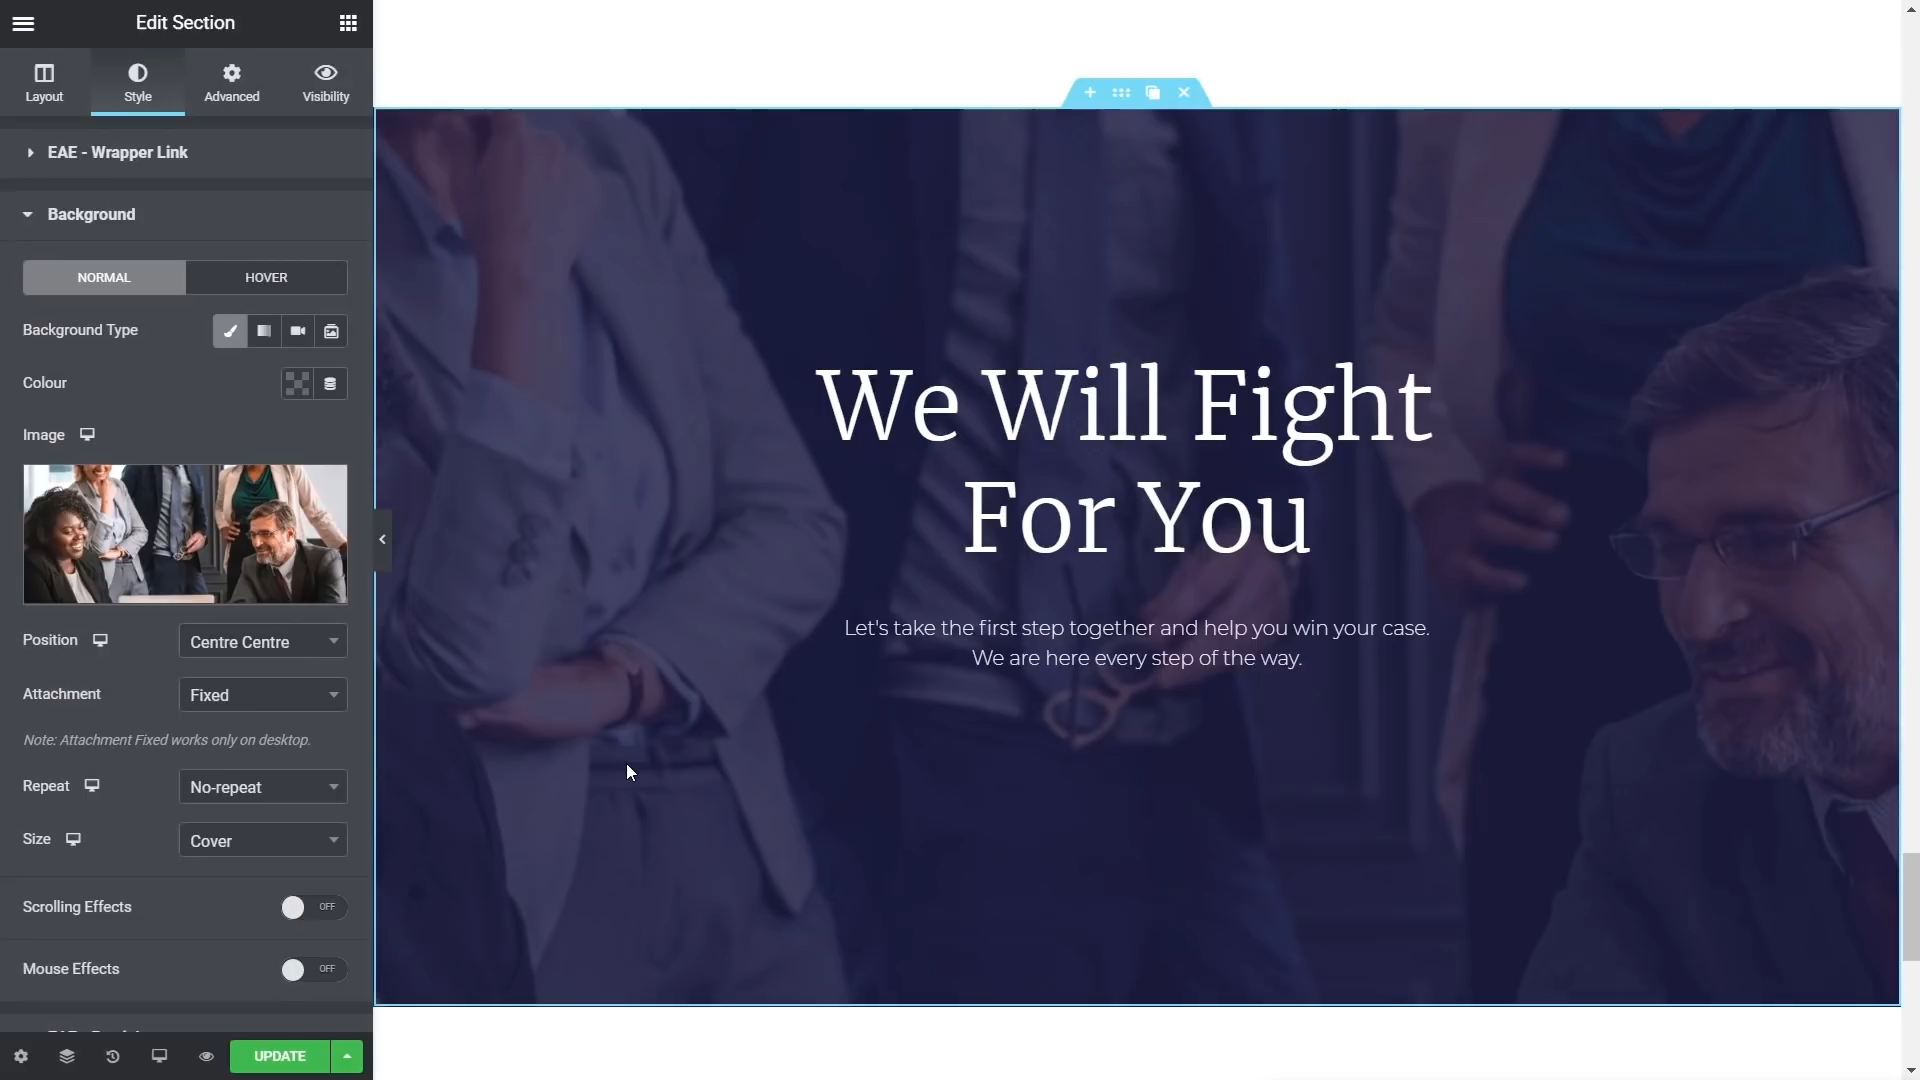 Edit Section
Layout
Style
Advanced
Visibility
EAE - Wrapper Link
Background
NORMAL
HOVER
Background Type
Colour
Image
Position
Centre Centre
Attachment
Fixed
Note: Attachment Fixed works only on desktop.
Repeat
No-repeat
Size
Cover
Scrolling Effects
OFF
Mouse Effects
OFF
UPDATE
We Will Fight
For You
Let's take the first step together and help you win your case.
We are here every step of the way.